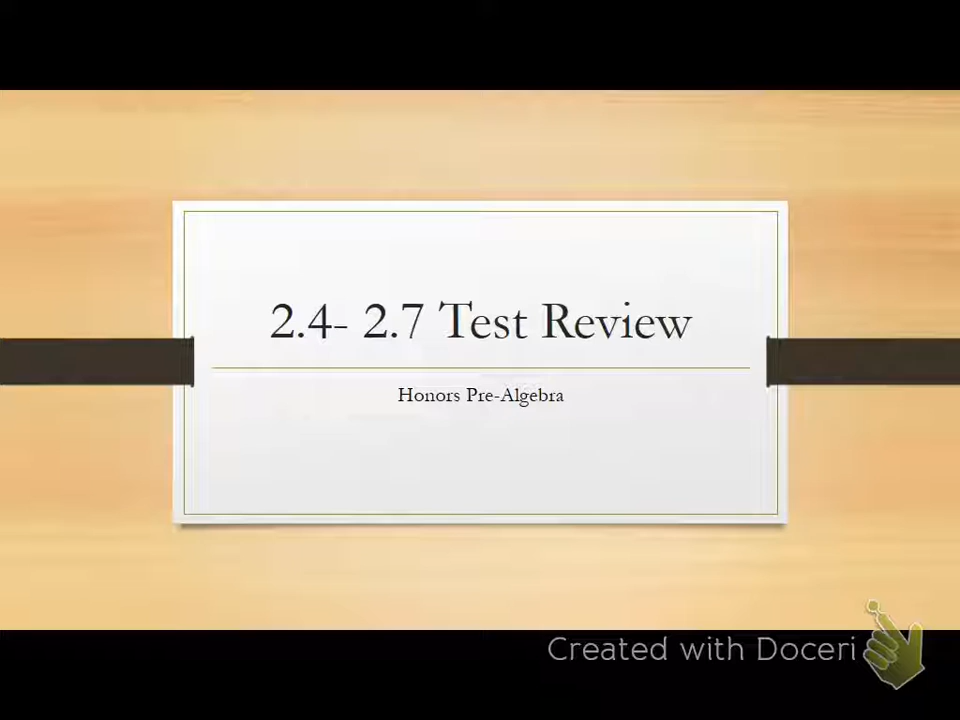 2.4- 2.7 Test Review
Honors Pre-Algebra
Created with Doceri